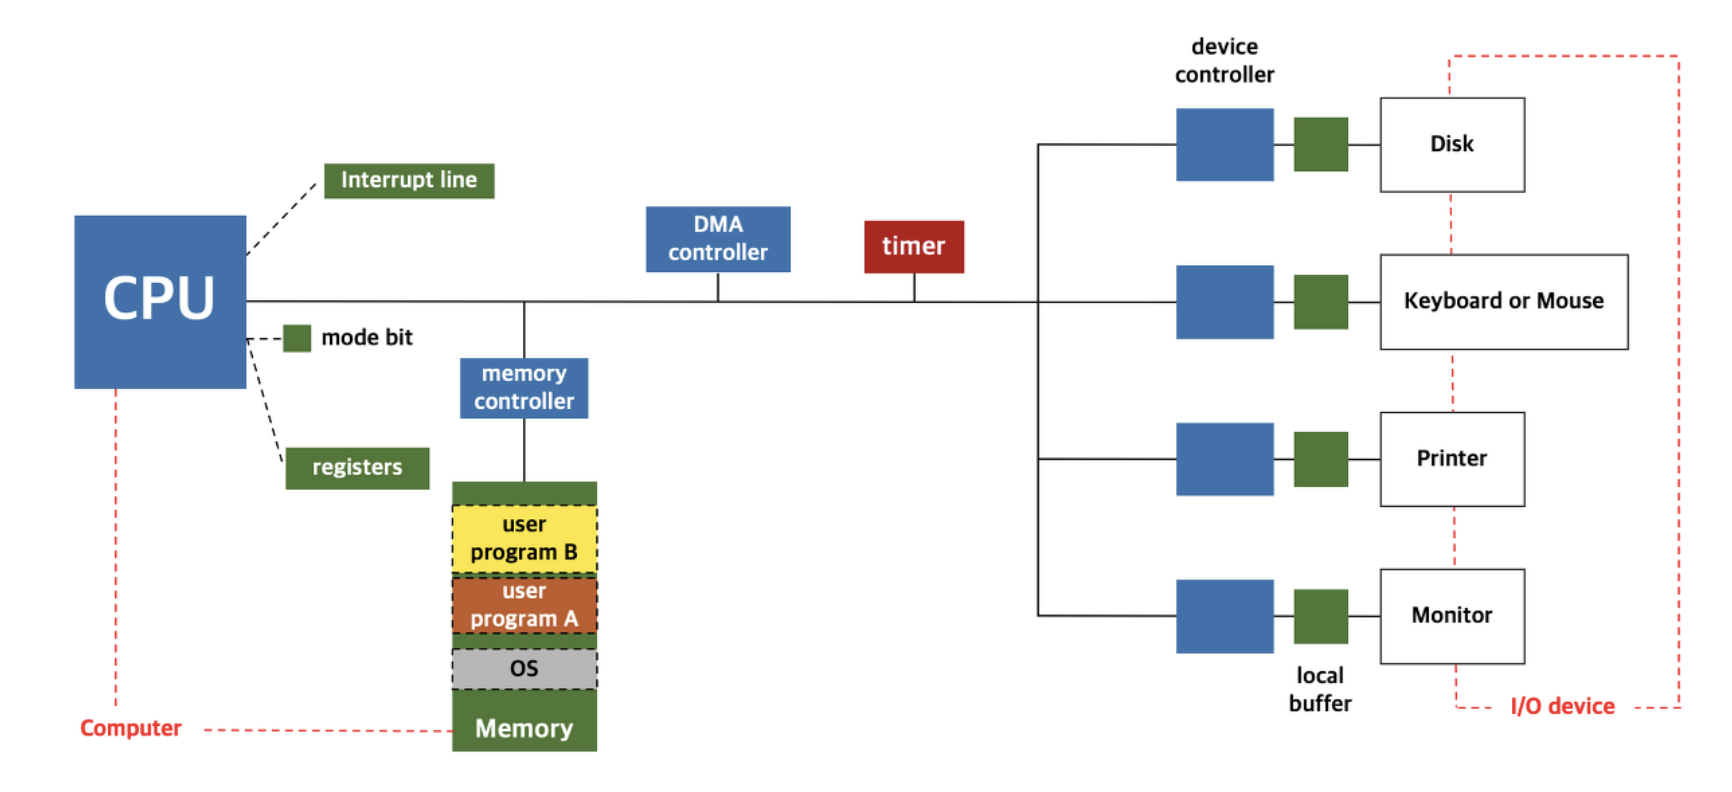 device
controller
Disk
Interrupt line
DMA
controller
timer
CPU
Keyboard or Mouse
mode bit
memory
controller
registers
Printer
user
program B
user
program A
Monitor
OS
local
buffer
I/O device
Computer
Memory